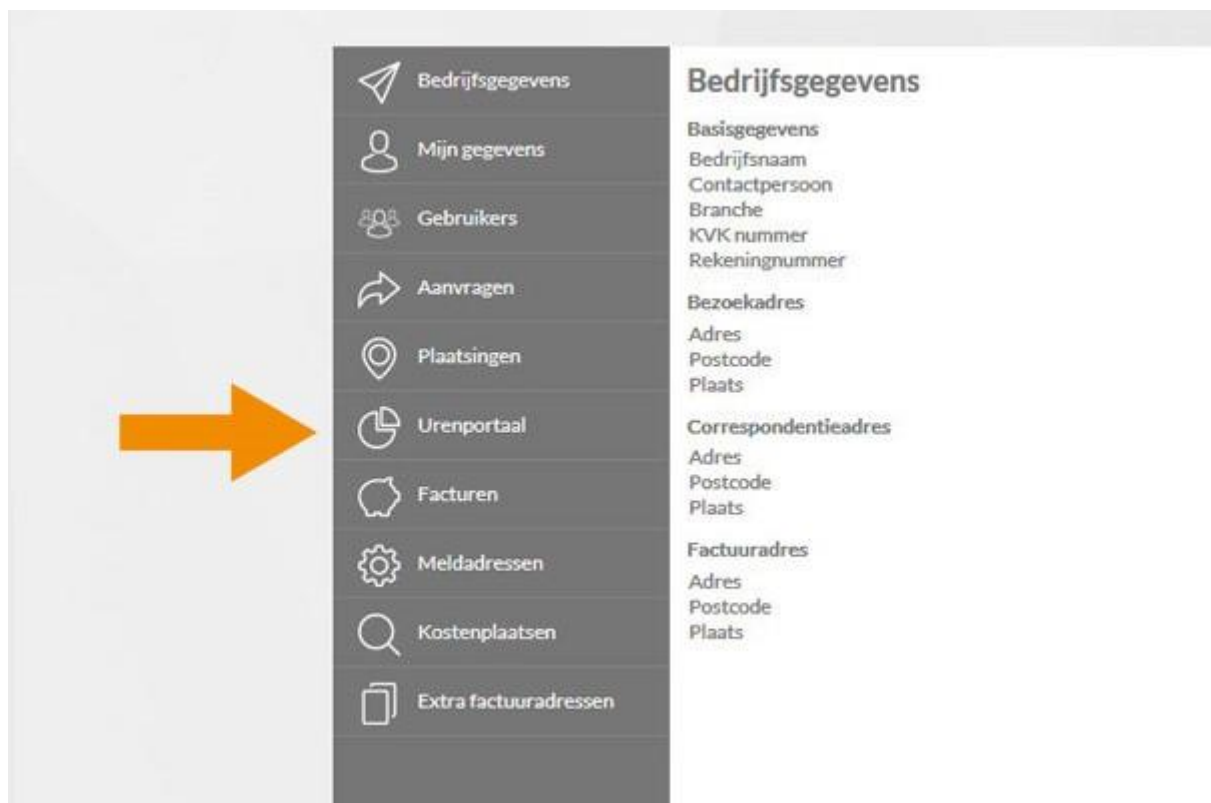 Bedrijfsgegevens
Mijn gegevens
Gebruikers
Aanvragen
Plaatsingen
Urenportaal
Facturen
Meldadressen
Kostenplaatsen
Extra factuuradressen
Bedrijfsgegevens
Basisgegevens
Bedrijfsnaam
Contactpersoon
Branche
KVK nummer
Rekeningnummer
Bezoekadres
Adres
Postcode
Plaats
Correspondentieadres
Adres
Postcode
Plaats
Factuuradres
Adres
Postcode
Plaats